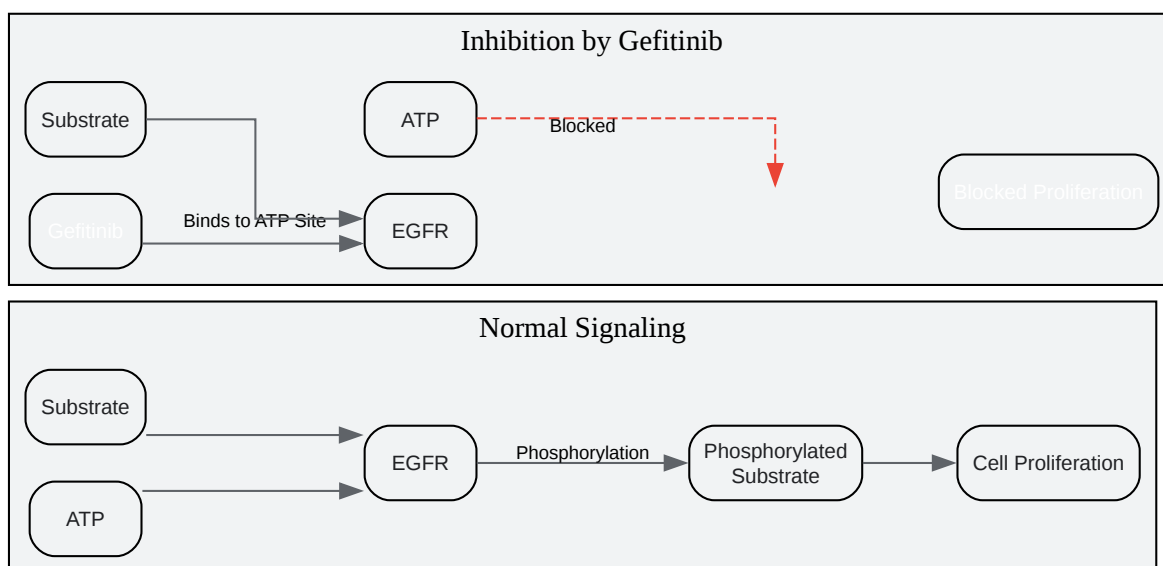 Inhibition by Gefitinib
Substrate
ATP
Blocked
Blocked Proliferation
Gefitinib
Binds to ATP Site
EGFR
Normal Signaling
Substrate
EGFR
Phosphorylation
Phosphorylated
Substrate
Cell Proliferation
ATP